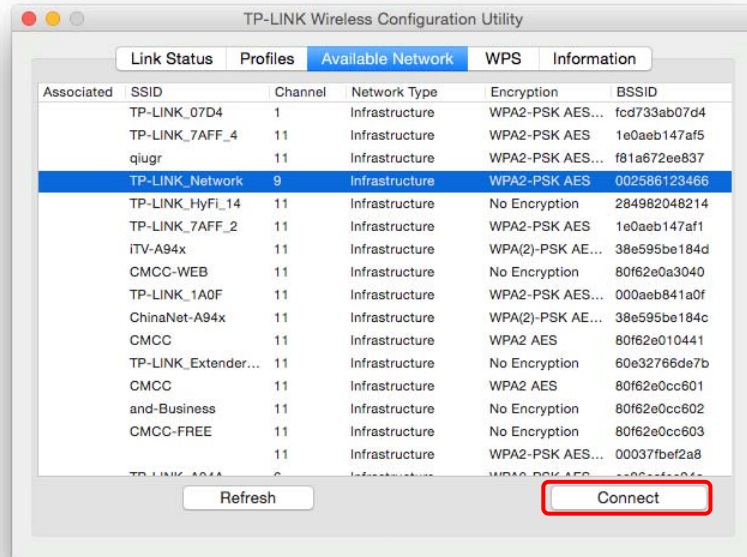 TP-LINK Wireless Configuration Utility
Link Status Profiles Available Network WPS Information
Associated SSID Channel Network Type Encryption BSSID
TP-LINK_07D4 1 Infrastructure WPA2-PSK AES... fcd733ab07d4
TP-LINK_7AFF_4 11 Infrastructure WPA2-PSK AES... 1e0aeb147af5
qiugr 11 Infrastructure WPA2-PSK AES... f81a672ee837
TP-LINK_Network 9 Infrastructure WPA2-PSK AES 002586123466
TP-LINK_HyFi_14 11 Infrastructure No Encryption 284982048214
TP-LINK_7AFF_2 11 Infrastructure WPA2-PSK AES 1e0aeb147af1
iTV-A94x 11 Infrastructure WPA(2)-PSK AE... 38e595be184d
CMCC-WEB 11 Infrastructure No Encryption 80f62e0a3040
TP-LINK_1A0F 11 Infrastructure WPA2-PSK AES... 000aeb841a0f
ChinaNet-A94x 11 Infrastructure WPA(2)-PSK AE... 38e595be184c
CMCC 11 Infrastructure WPA2 AES 80f62e010441
TP-LINK_Extender... 11 Infrastructure No Encryption 60e32766de7b
CMCC 11 Infrastructure WPA2 AES 80f62e0cc601
and-Business 11 Infrastructure No Encryption 80f62e0cc602
CMCC-FREE 11 Infrastructure No Encryption 80f62e0cc603
11 Infrastructure WPA2-PSK AES... 00037fbef2a8
Refresh Connect